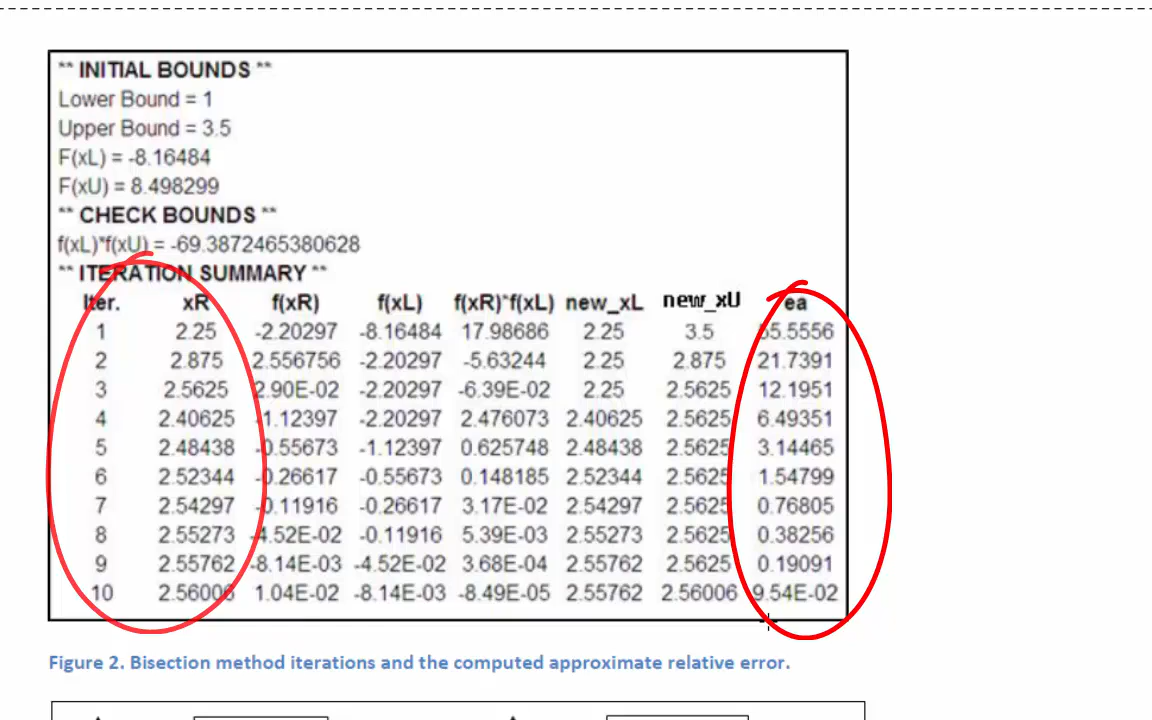 ** INITIAL BOUNDS **
Lower Bound = 1
Upper Bound = 3.5
F(xL) = -8.16484
F(xU) = 8.498299
** CHECK BOUNDS **
f(xL)*f(xU) = -69.3872465380628
** ITERATION SUMMARY **
Iter. xR f(xR) f(xL) f(xR)*f(xL) new_xL new_xU ea
1 2.25 -2.20297 -8.16484 17.98686 2.25 3.5 55.5556
2 2.875 2.556756 -2.20297 -5.63244 2.25 2.875 21.7391
3 2.5625 2.90E-02 -2.20297 -6.39E-02 2.25 2.5625 12.1951
4 2.40625 -1.12397 -2.20297 2.476073 2.40625 2.5625 6.49351
5 2.48438 -0.55673 -1.12397 0.625748 2.48438 2.5625 3.14465
6 2.52344 -0.26617 -0.55673 0.148185 2.52344 2.5625 1.54799
7 2.54297 -0.11916 -0.26617 3.17E-02 2.54297 2.5625 0.76805
8 2.55273 -4.52E-02 -0.11916 5.39E-03 2.55273 2.5625 0.38256
9 2.55762 -8.14E-03 -4.52E-02 3.68E-04 2.55762 2.5625 0.19091
10 2.56006 1.04E-02 -8.14E-03 -8.49E-05 2.55762 2.56006 9.54E-02
Figure 2. Bisection method iterations and the computed approximate relative error.